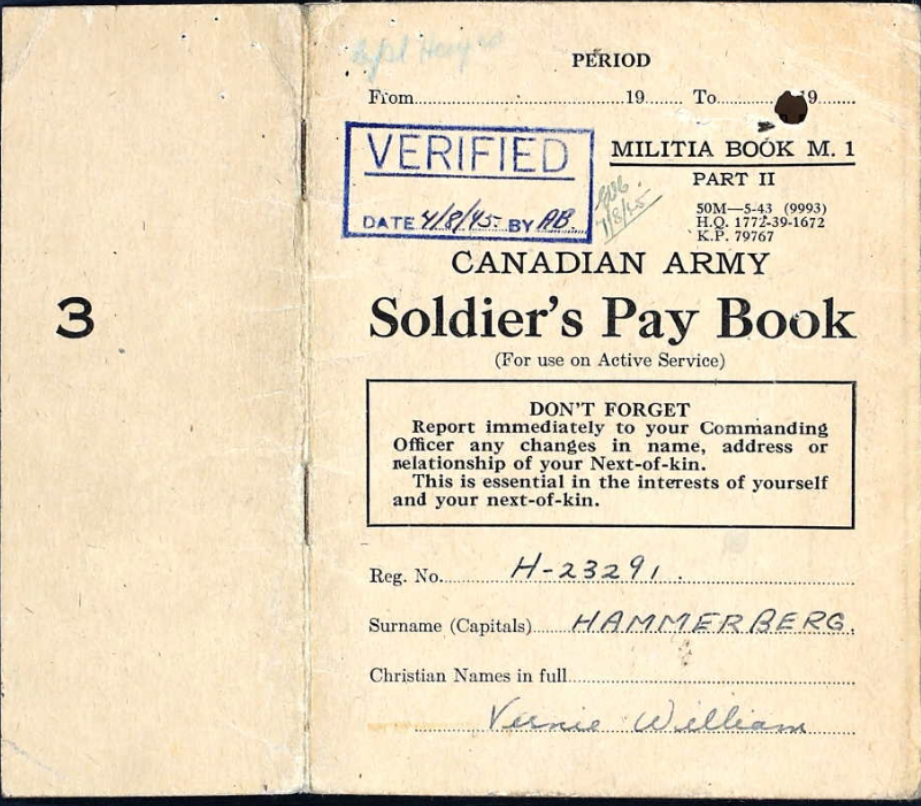 3
PERIOD
From 19 To 19
VERIFIED
DATE 4/8/45. BY AB.
MILITIA BOOK M. 1
PART II
7/8/45
50M—5-43 (9993)
H.Q. 1772-39-1672
K.P. 79767
CANADIAN ARMY
Soldier's Pay Book
(For use on Active Service)
DON'T FORGET
Report immediately to your Commanding
Officer any changes in name, address or
relationship of your Next-of-kin.
This is essential in the interests of yourself
and your next-of-kin.
Reg. No. H-23291.
Surname (Capitals) HAMMERBERG.
Christian Names in full
Vernie William